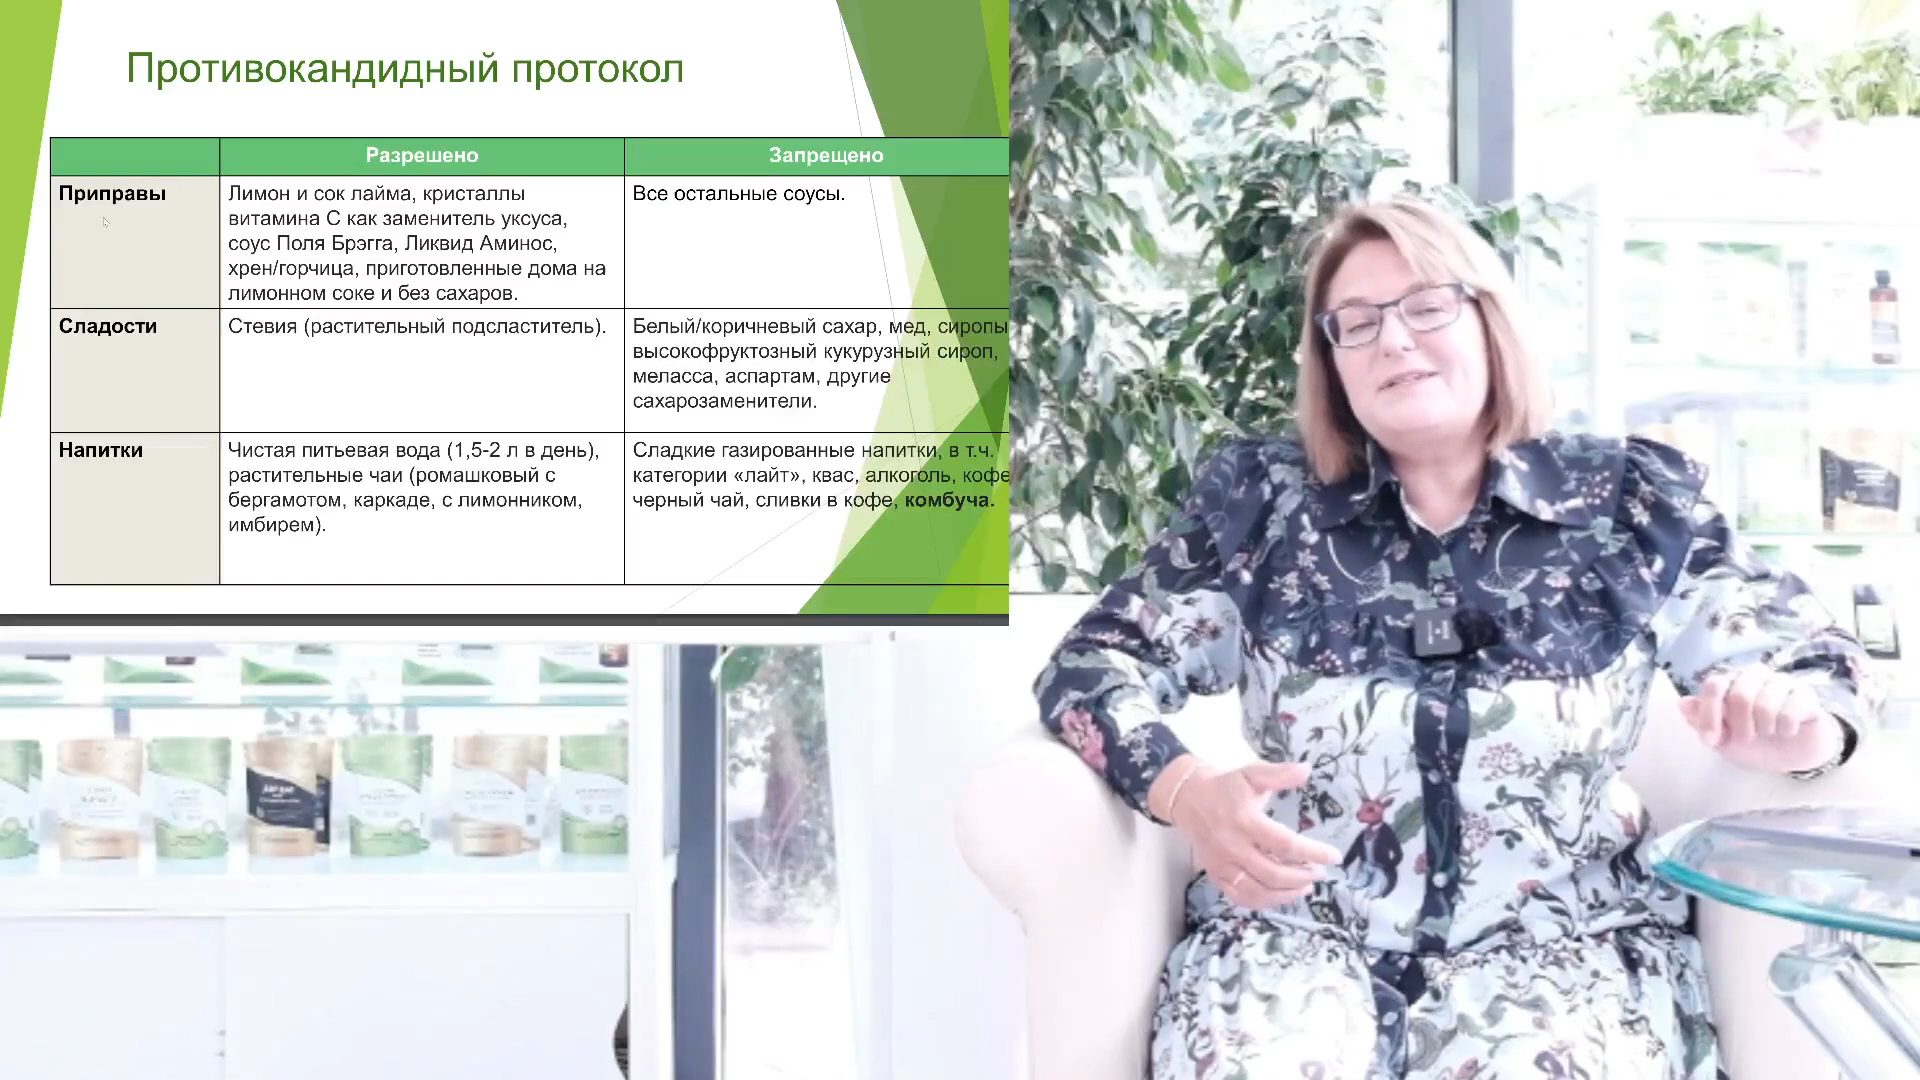 Противокандидный протокол
Разрешено
Запрещено
Приправы
Лимон и сок лайма, кристаллы
витамина С как заменитель уксуса,
соус Поля Брэгга, Ликвид Аминос,
хрен/горчица, приготовленные дома на
лимонном соке и без сахаров.
Все остальные соусы.
Сладости
Стевия (растительный подсластитель).
Белый/коричневый сахар, мед, сиропы
высокофруктозный кукурузный сироп,
меласса, аспартам, другие
сахарозаменители.
Напитки
Чистая питьевая вода (1,5-2 л в день),
растительные чаи (ромашковый с
бергамотом, каркаде, с лимонником,
имбирем).
Сладкие газированные напитки, в т.ч.
категории «лайт», квас, алкоголь, кофе
черный чай, сливки в кофе, комбуча.